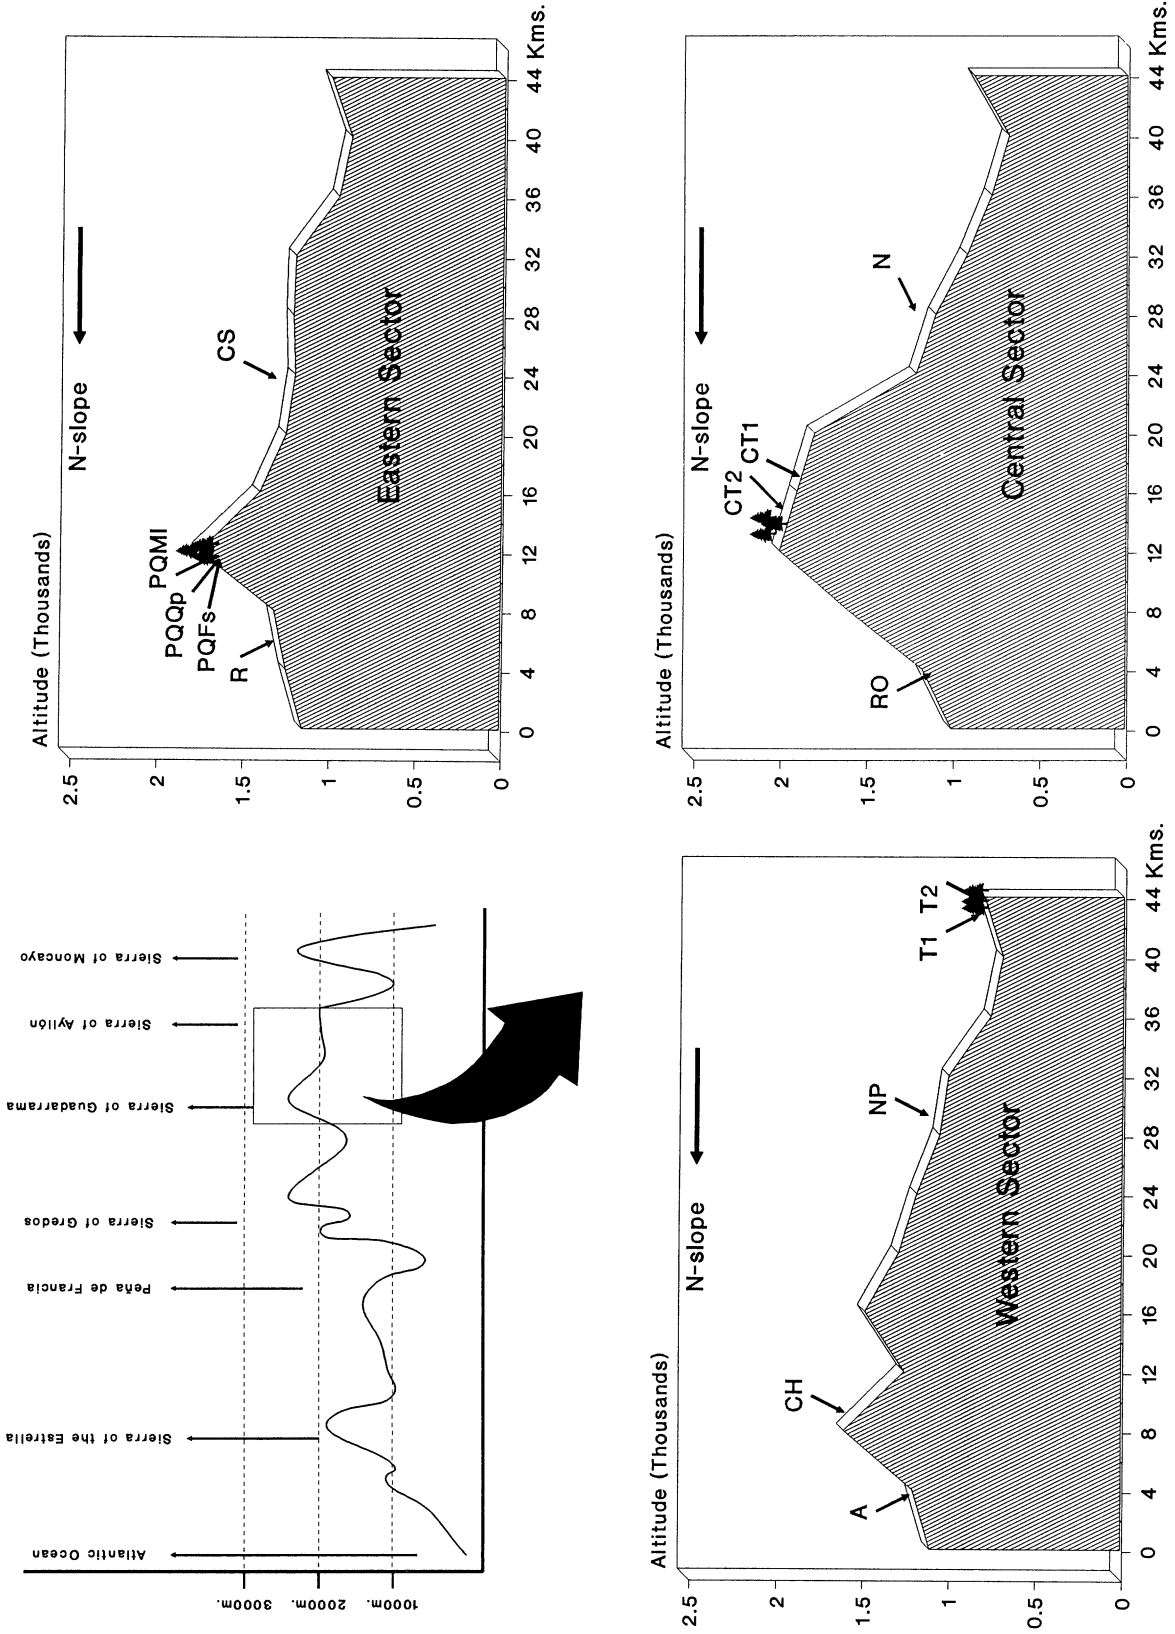 3000m.
2000m.
1000m.
Atlantic Ocean
Sierra of the Estrella
Peña de Francia
Sierra of Gredos
Sierra of Guadarrama
Sierra of Ayllón
Sierra of Moncayo
Altitude (Thousands)
2.5
2
1.5
1
0.5
0
N-slope
R
PQFs
PQQp
PQMI
CS
Eastern Sector
0 4 8 12 16 20 24 28 32 36 40 44 Kms.
Altitude (Thousands)
2.5
2
1.5
1
0.5
0
N-slope
A
CH
NP
T1
T2
Western Sector
0 4 8 12 16 20 24 28 32 36 40 44 Kms.
Altitude (Thousands)
2.5
2
1.5
1
0.5
0
N-slope
RO
CT2
CT1
N
Central Sector
0 4 8 12 16 20 24 28 32 36 40 44 Kms.